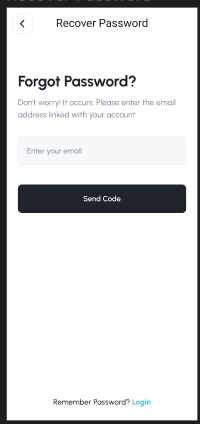 Recover Password
Forgot Password?
Don't worry! It occurs. Please enter the email
address linked with your account.
Enter your email
Send Code
Remember Password? Login